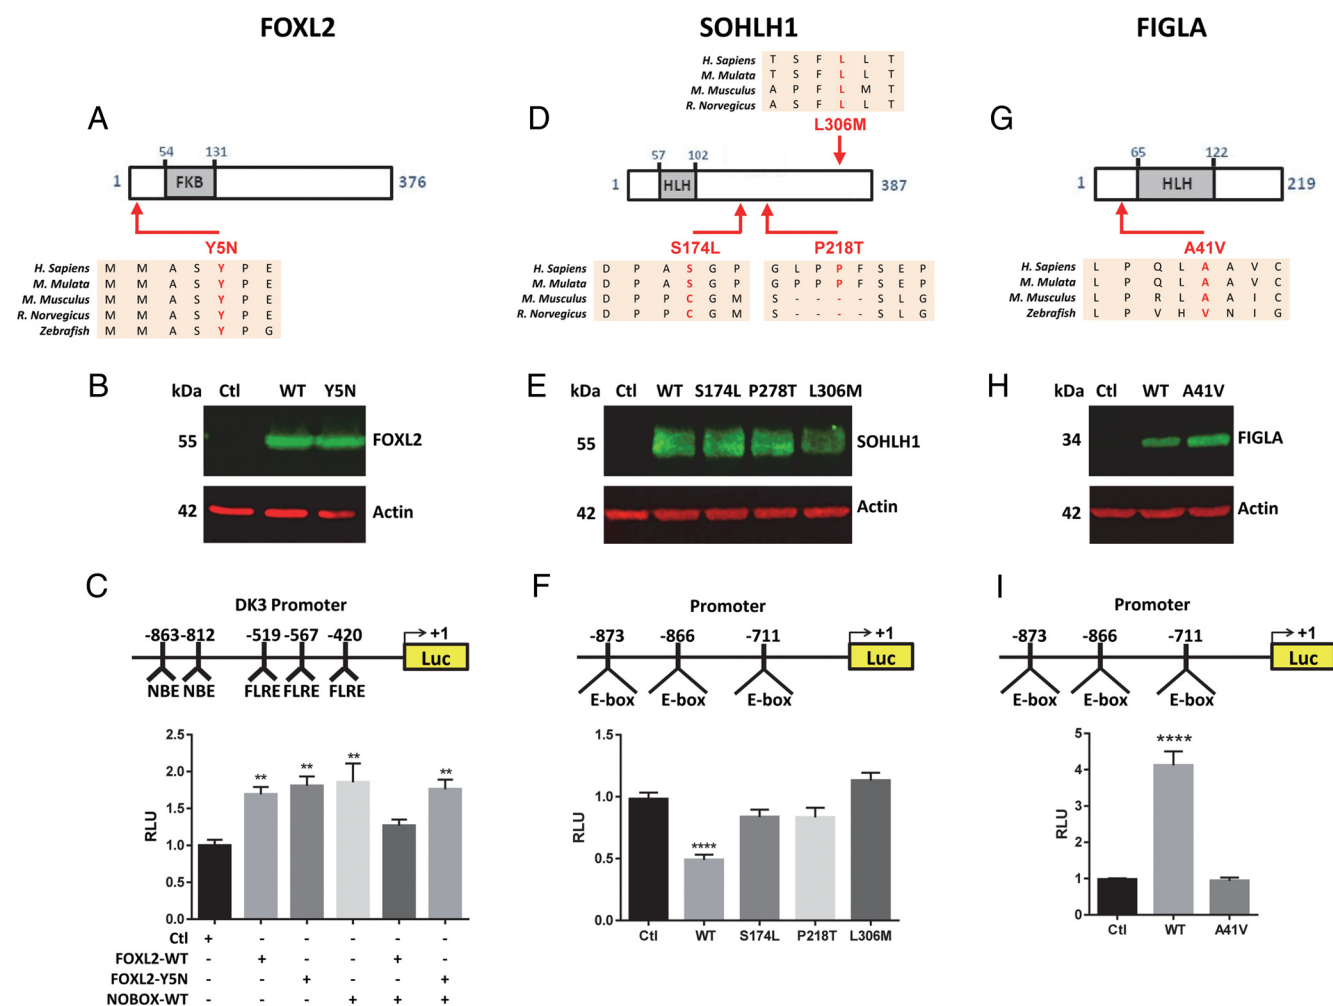 FOXL2
SOHLH1
FIGLA
A
54 131
1 FKB 376
Y5N
H. Sapiens M M A S Y P E
M. Mulata M M A S Y P E
M. Musculus M M A S Y P E
R. Norvegicus M M A S Y P E
Zebrafish M M A S Y P G
B
kDa Ctl WT Y5N
55 FOXL2
42 Actin
C
DK3 Promoter
-863 -812 -519 -567 -420 +1
Luc
NBE NBE FLRE FLRE FLRE
RLU
2.5
2.0
1.5
1.0
0.5
0.0
** ** ** **
Ctl + - - - - -
FOXL2-WT - + - - + -
FOXL2-Y5N - - + - - +
NOBOX-WT - - - + + +
D
H. Sapiens T S F L L T
M. Mulata T S F L L T
M. Musculus A P F L M T
R. Norvegicus A S F L L T
L306M
57 102
1 HLH 387
S174L P218T
H. Sapiens D P A S G P G L P P F S E P
M. Mulata D P A S G P G P P P F S E P
M. Musculus D P P C G M S - - - - S L G
R. Norvegicus D P P C G M S - - - - S L G
E
kDa Ctl WT S174L P278T L306M
55 SOHLH1
42 Actin
F
Promoter
-873 -866 -711 +1
Luc
E-box E-box E-box
RLU
1.5
1.0
0.5
0.0
****
Ctl WT S174L P218T L306M
G
65 122
1 HLH 219
A41V
H. Sapiens L P Q L A A V C
M. Mulata L P Q L A A V C
M. Musculus L P R L A A I C
Zebrafish L P V H V N I G
H
kDa Ctl WT A41V
34 FIGLA
42 Actin
I
Promoter
-873 -866 -711 +1
Luc
E-box E-box E-box
RLU
5
4
3
2
1
0
****
Ctl WT A41V